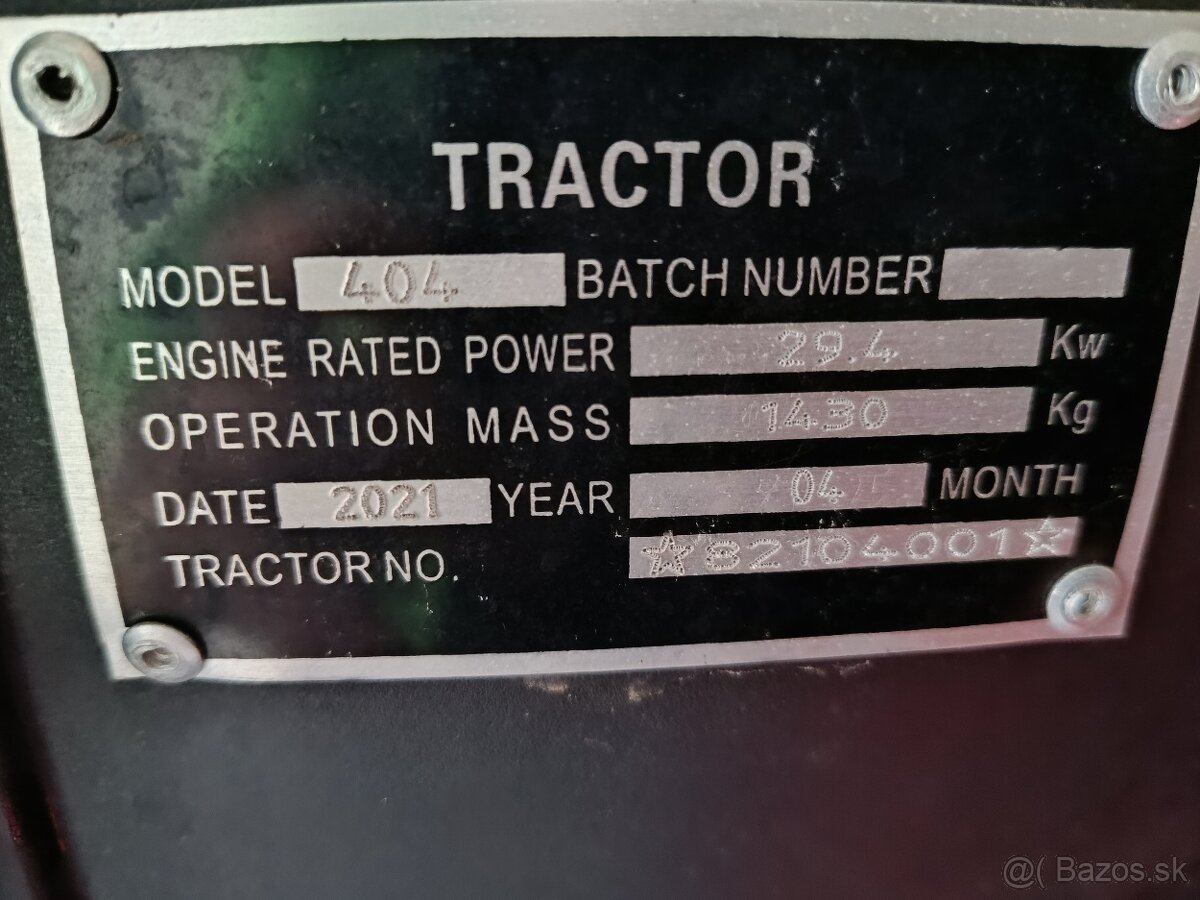 TRACTOR
MODEL 404 BATCH NUMBER
ENGINE RATED POWER 29.4 Kw
OPERATION MASS 1430 Kg
DATE 2021 YEAR 04 MONTH
TRACTOR NO. ☆82104001☆
@( Bazos.sk